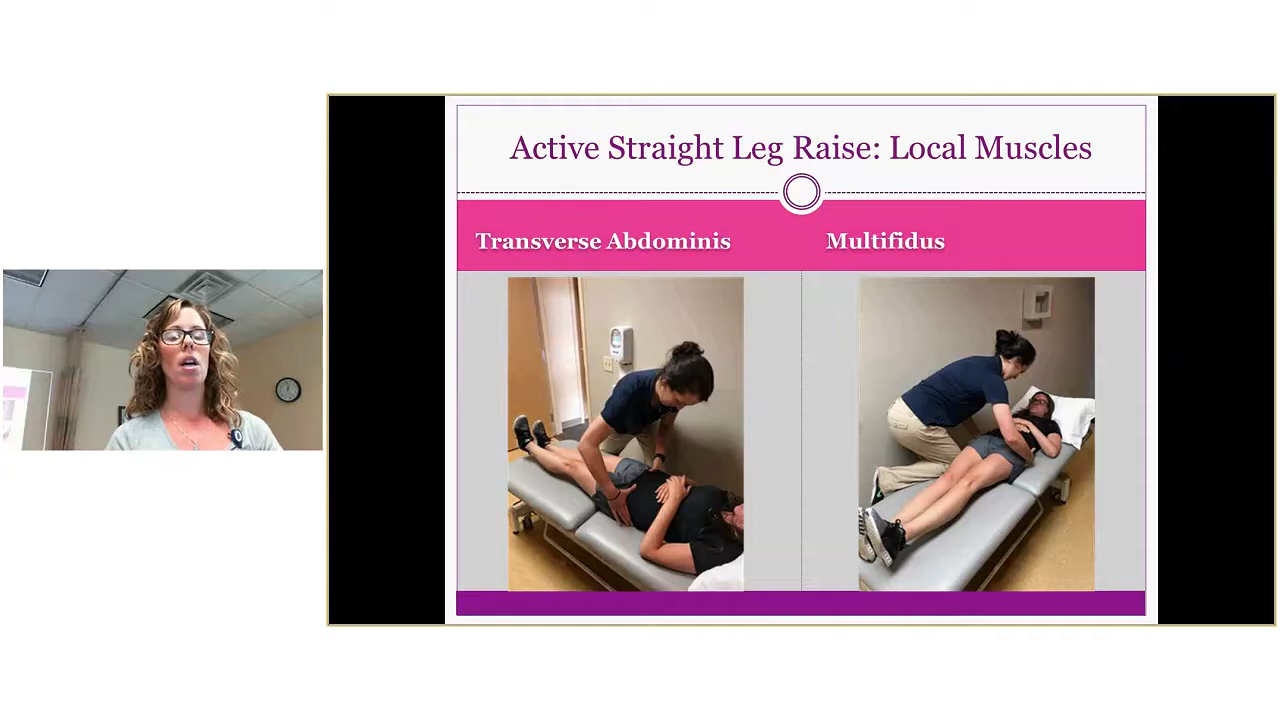 Active Straight Leg Raise: Local Muscles
Transverse Abdominis
Multifidus